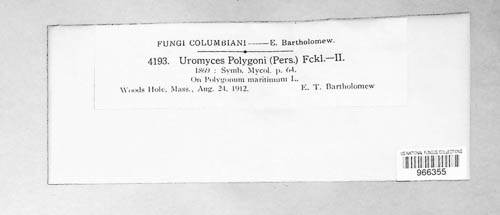 FUNGI COLUMBIANI——E. Bartholomew.
4193. Uromyces Polygoni (Pers.) Fckl.—II.
1869 : Symb. Mycol. p. 64.
On Polygonum maritimum L.
Woods Hole, Mass., Aug. 24, 1912. E. T. Bartholomew
US NATIONAL FUNGUS COLLECTIONS
966355